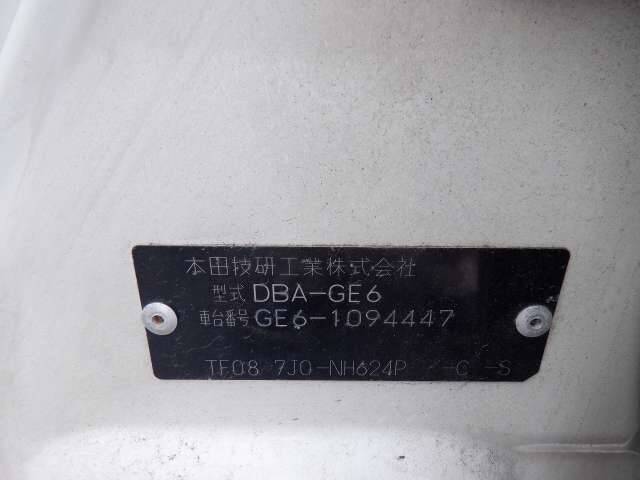 本田技研工業株式会社
型式 DBA-GE6
車台番号 GE6-1094447
TF08 7J0-NH624P -C -S